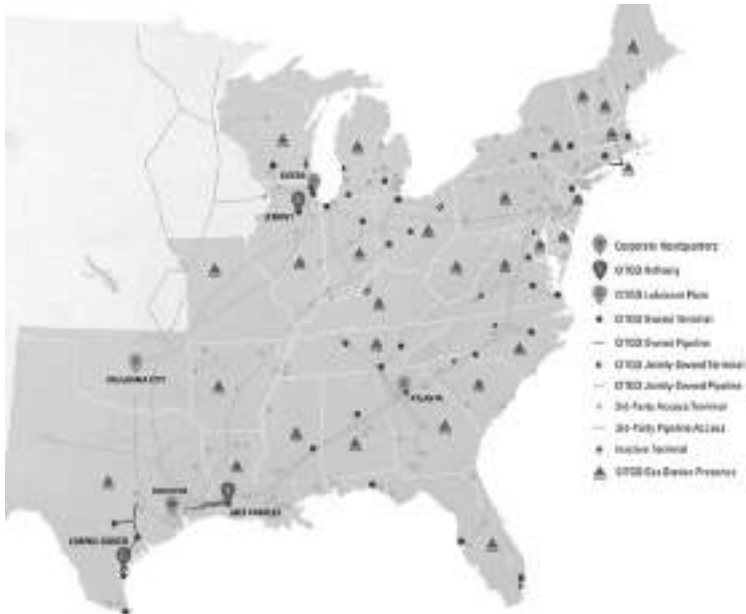 CICERO
LEMONT
OKLAHOMA CITY
ATLANTA
HOUSTON
LAKE CHARLES
CORPUS CHRISTI
Corporate Headquarters
CITGO Refinery
CITGO Lubricant Plant
CITGO Owned Terminal
CITGO Owned Pipeline
CITGO Jointly-Owned Terminal
CITGO Jointly-Owned Pipeline
3rd-Party Access Terminal
3rd-Party Pipeline Access
Inactive Terminal
CITGO Gas Station Presence